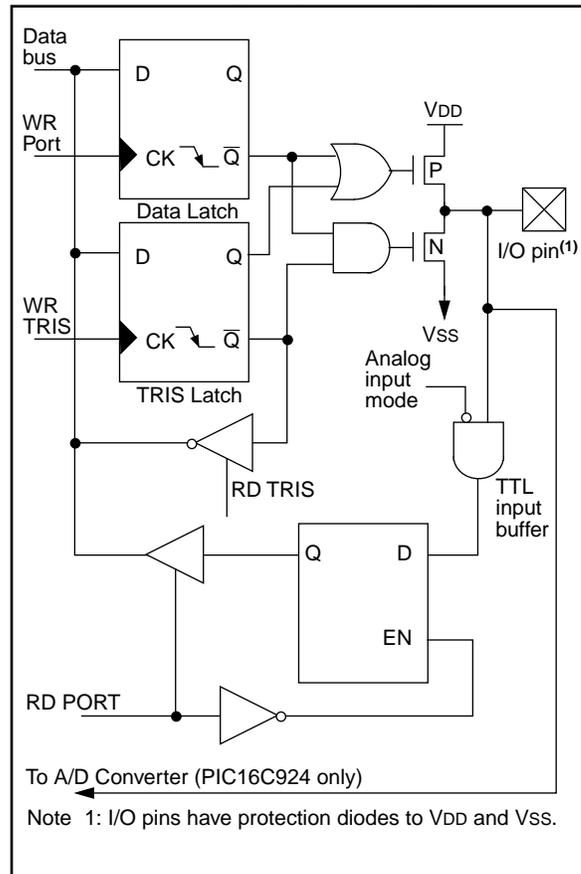 Data
bus
D Q
VDD
WR
Port
CK Q̅
P
Data Latch
D Q
N
I/O pin(1)
WR
TRIS
CK Q̅
VSS
TRIS Latch
Analog
input
mode
RD TRIS
TTL
input
buffer
Q D
EN
RD PORT
To A/D Converter (PIC16C924 only)
Note 1: I/O pins have protection diodes to VDD and VSS.